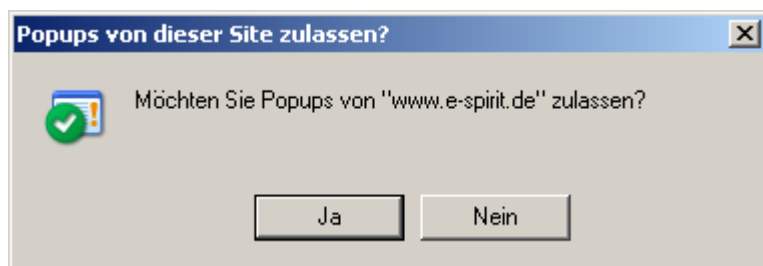 Popups von dieser Site zulassen?
Möchten Sie Popups von "www.e-spirit.de" zulassen?
Ja
Nein